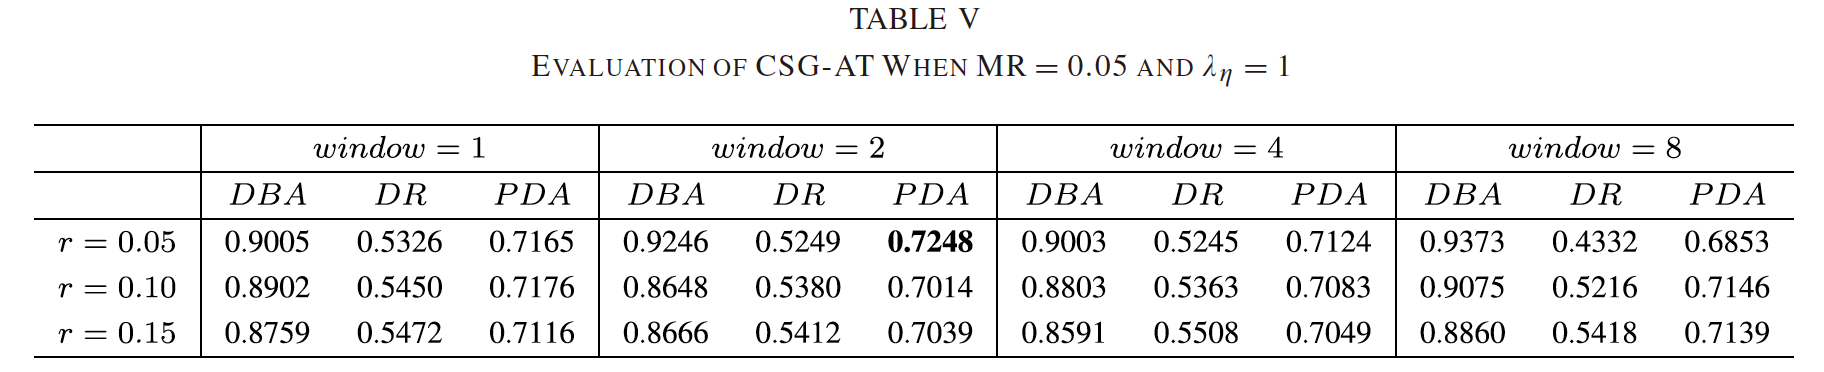 TABLE V
EVALUATION OF CSG-AT WHEN MR = 0.05 AND λη = 1
window = 1 window = 2 window = 4 window = 8
DBA DR PDA DBA DR PDA DBA DR PDA DBA DR PDA
r = 0.05 0.9005 0.5326 0.7165 0.9246 0.5249 0.7248 0.9003 0.5245 0.7124 0.9373 0.4332 0.6853
r = 0.10 0.8902 0.5450 0.7176 0.8648 0.5380 0.7014 0.8803 0.5363 0.7083 0.9075 0.5216 0.7146
r = 0.15 0.8759 0.5472 0.7116 0.8666 0.5412 0.7039 0.8591 0.5508 0.7049 0.8860 0.5418 0.7139